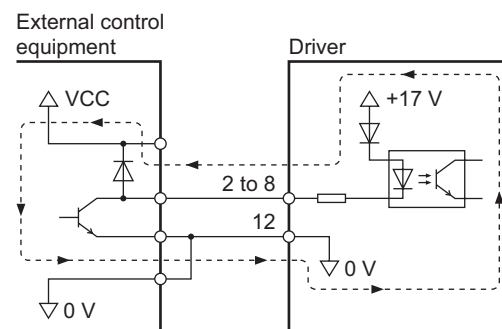 External control
equipment
Driver
VCC
+17 V
2 to 8
12
0 V
0 V